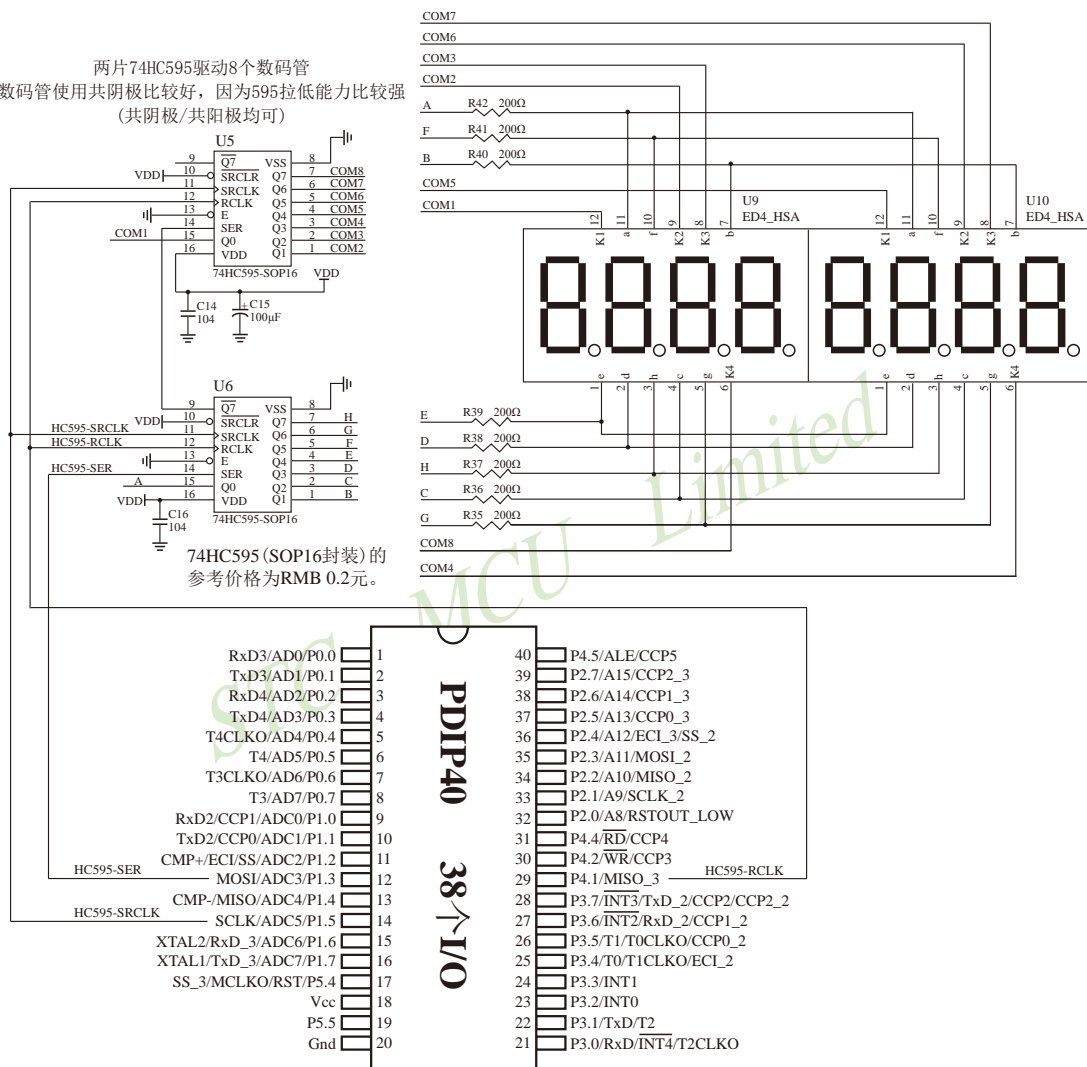 COM7
COM6
COM3
COM2
A R42 200Ω
F R41 200Ω
B R40 200Ω
COM5
COM1
两片74HC595驱动8个数码管
数码管使用共阴极比较好，因为595拉低能力比较强
(共阴极/共阳极均可)
U5
9 Q7 VSS 8
VDD 10 SRCLR Q7 7 COM8
11 SRCLK Q6 6 COM7
12 RCLK Q5 5 COM6
13 E Q4 4 COM5
14 SER Q3 3 COM4
COM1 15 Q0 Q2 2 COM3
16 VDD Q1 1 COM2
74HC595-SOP16
VDD
C14
104
+
C15
100μF
U9
ED4_HSA
12 11 10 9 8 7
K1 a f K2 K3 b
e d h c g K4
1 2 3 4 5 6
U10
ED4_HSA
12 11 10 9 8 7
K1 a f K2 K3 b
e d h c g K4
1 2 3 4 5 6
U6
9 Q7 VSS 8
VDD 10 SRCLR Q7 7 H
HC595-SRCLK 11 SRCLK Q6 6 G
HC595-RCLK 12 RCLK Q5 5 F
13 E Q4 4 E
HC595-SER 14 SER Q3 3 D
A 15 Q0 Q2 2 C
VDD 16 VDD Q1 1 B
74HC595-SOP16
C16
104
E R39 200Ω
D R38 200Ω
H R37 200Ω
C R36 200Ω
G R35 200Ω
COM8
COM4
74HC595(SOP16封装)的
参考价格为RMB 0.2元。
STC MCU Limited
PDIP40 38个I/O
RxD3/AD0/P0.0 1 40 P4.5/ALE/CCP5
TxD3/AD1/P0.1 2 39 P2.7/A15/CCP2_3
RxD4/AD2/P0.2 3 38 P2.6/A14/CCP1_3
TxD4/AD3/P0.3 4 37 P2.5/A13/CCP0_3
T4CLKO/AD4/P0.4 5 36 P2.4/A12/ECI_3/SS_2
T4/AD5/P0.5 6 35 P2.3/A11/MOSI_2
T3CLKO/AD6/P0.6 7 34 P2.2/A10/MISO_2
T3/AD7/P0.7 8 33 P2.1/A9/SCLK_2
RxD2/CCP1/ADC0/P1.0 9 32 P2.0/A8/RSTOUT_LOW
TxD2/CCP0/ADC1/P1.1 10 31 P4.4/RD/CCP4
CMP+/ECI/SS/ADC2/P1.2 11 30 P4.2/WR/CCP3
HC595-SER MOSI/ADC3/P1.3 12 29 P4.1/MISO_3 HC595-RCLK
CMP-/MISO/ADC4/P1.4 13 28 P3.7/INT3/TxD_2/CCP2/CCP2_2
HC595-SRCLK SCLK/ADC5/P1.5 14 27 P3.6/INT2/RxD_2/CCP1_2
XTAL2/RxD_3/ADC6/P1.6 15 26 P3.5/T1/T0CLKO/CCP0_2
XTAL1/TxD_3/ADC7/P1.7 16 25 P3.4/T0/T1CLKO/ECI_2
SS_3/MCLKO/RST/P5.4 17 24 P3.3/INT1
Vcc 18 23 P3.2/INT0
P5.5 19 22 P3.1/TxD/T2
Gnd 20 21 P3.0/RxD/INT4/T2CLKO